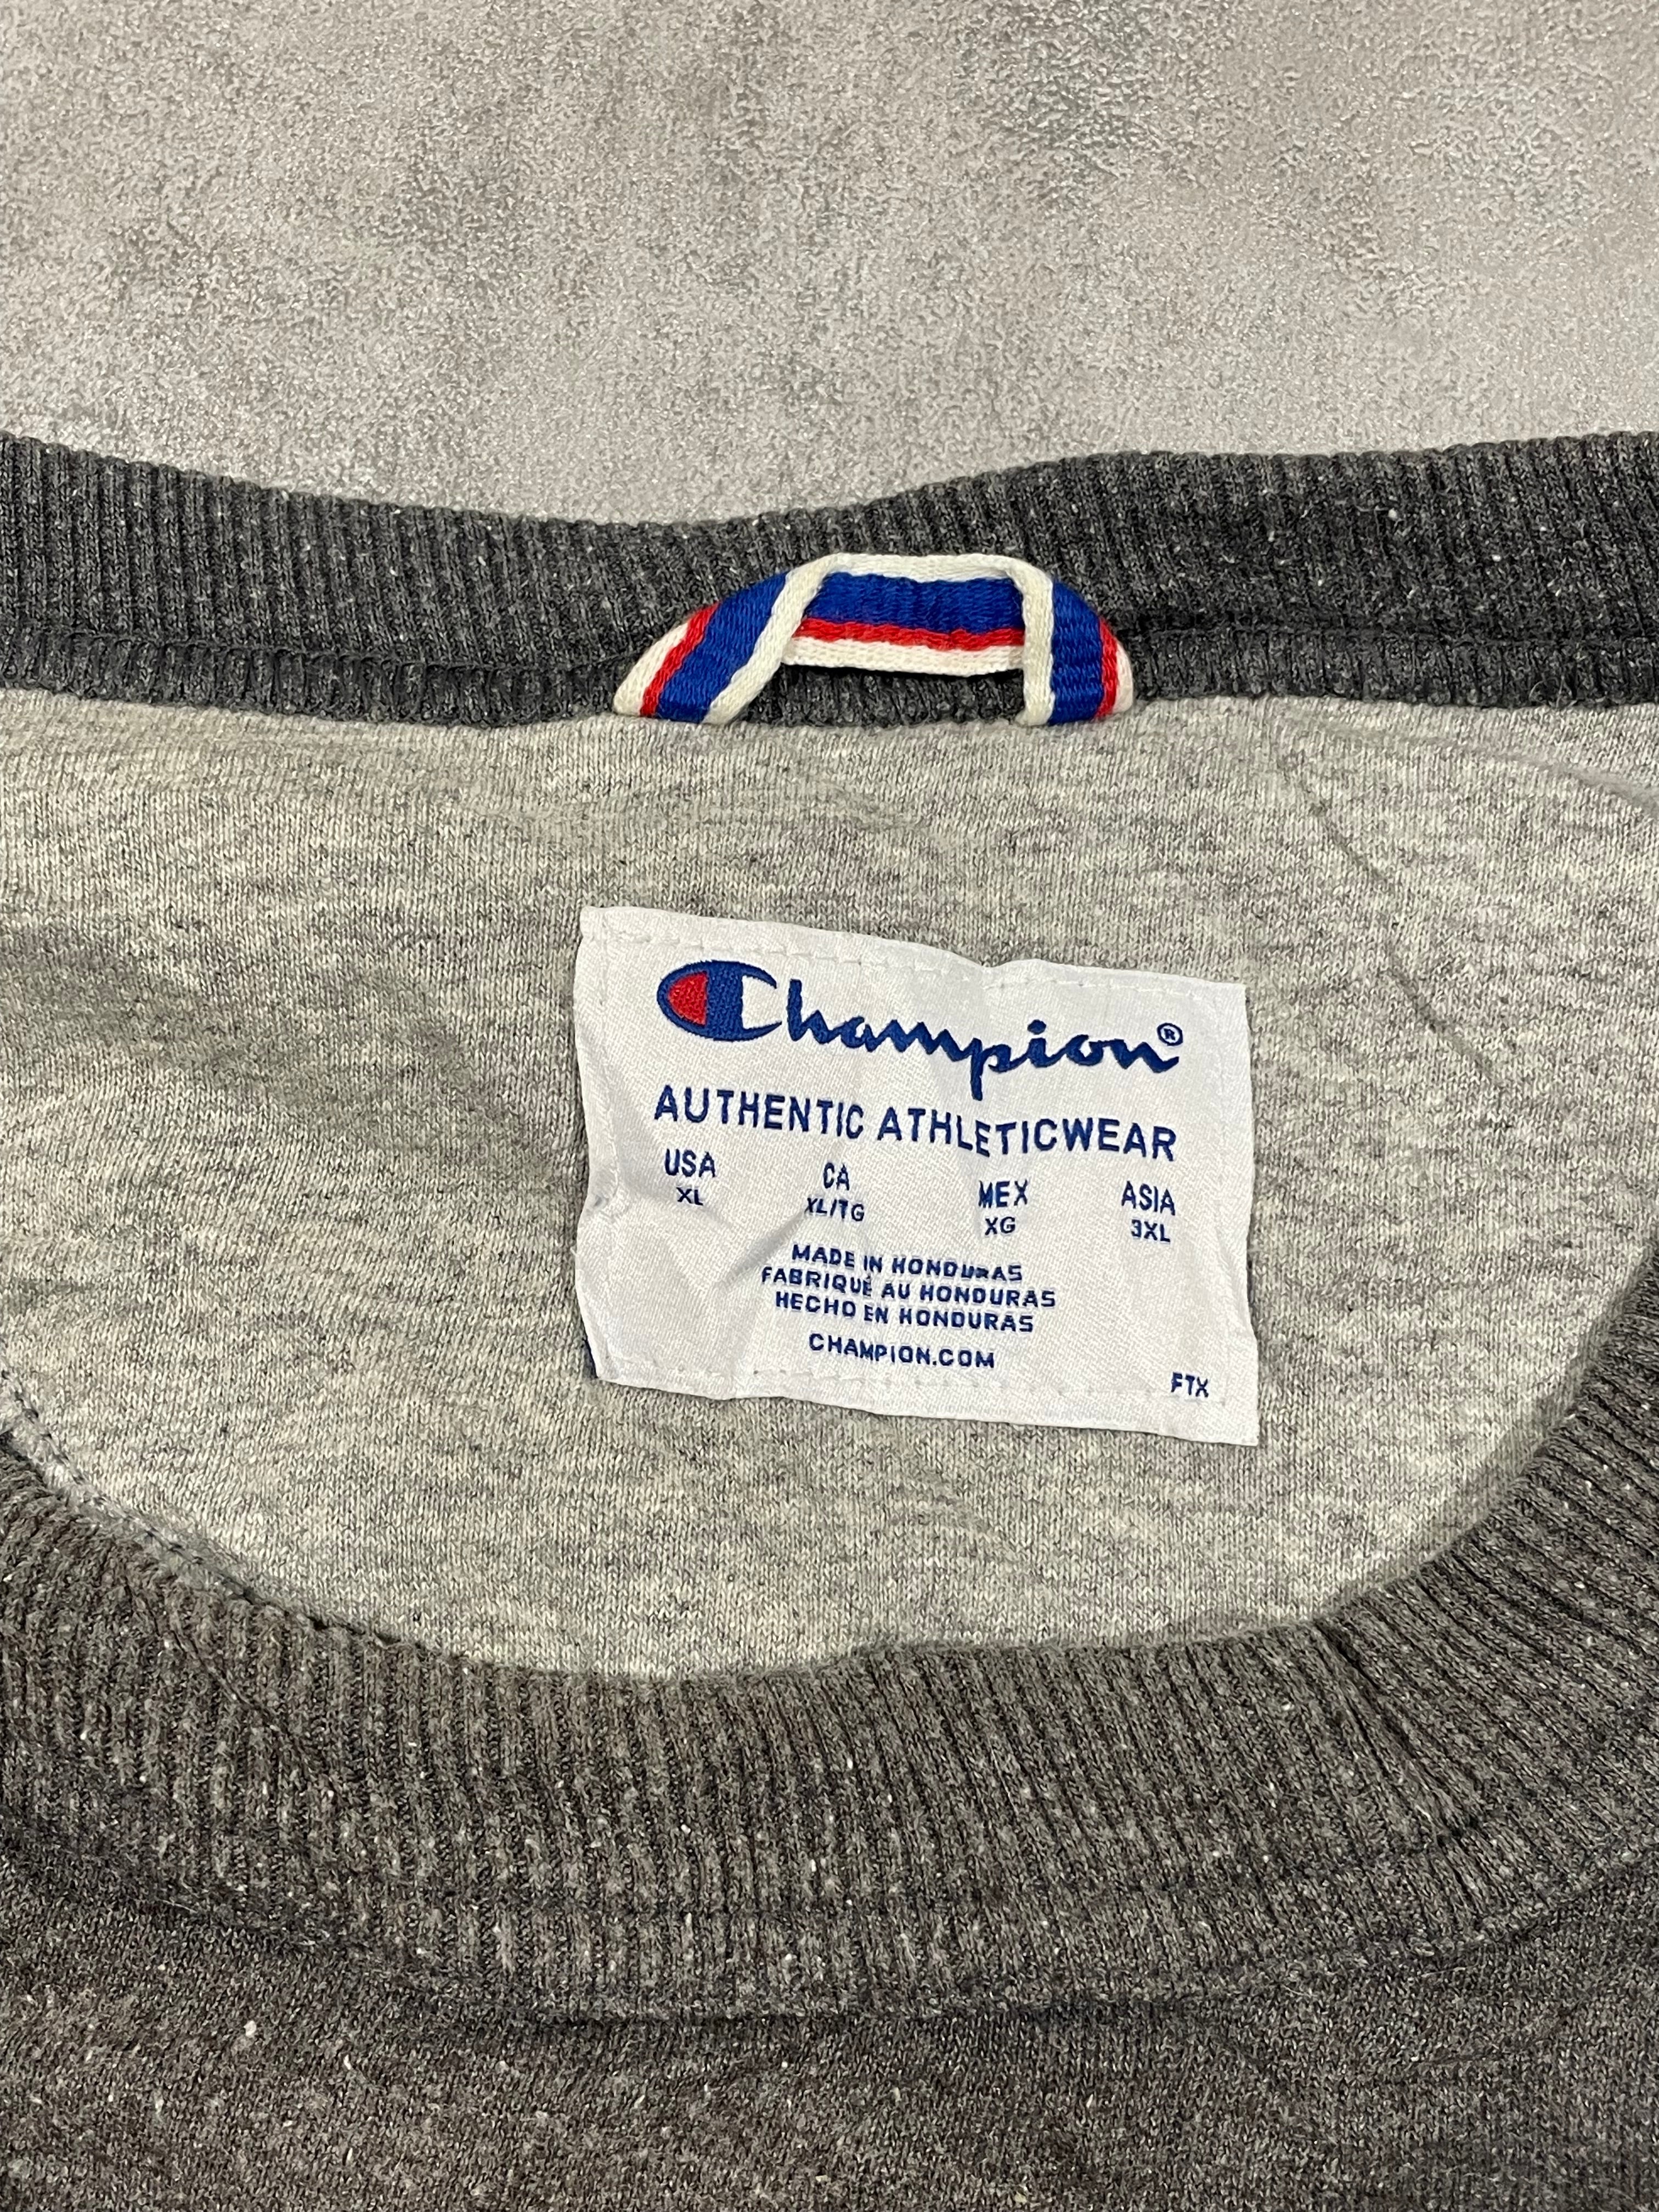 Champion®
AUTHENTIC ATHLETICWEAR
USA CA MEX ASIA
XL XL/TG XG 3XL
MADE IN HONDURAS
FABRIQUÉ AU HONDURAS
HECHO EN HONDURAS
CHAMPION.COM
FTX